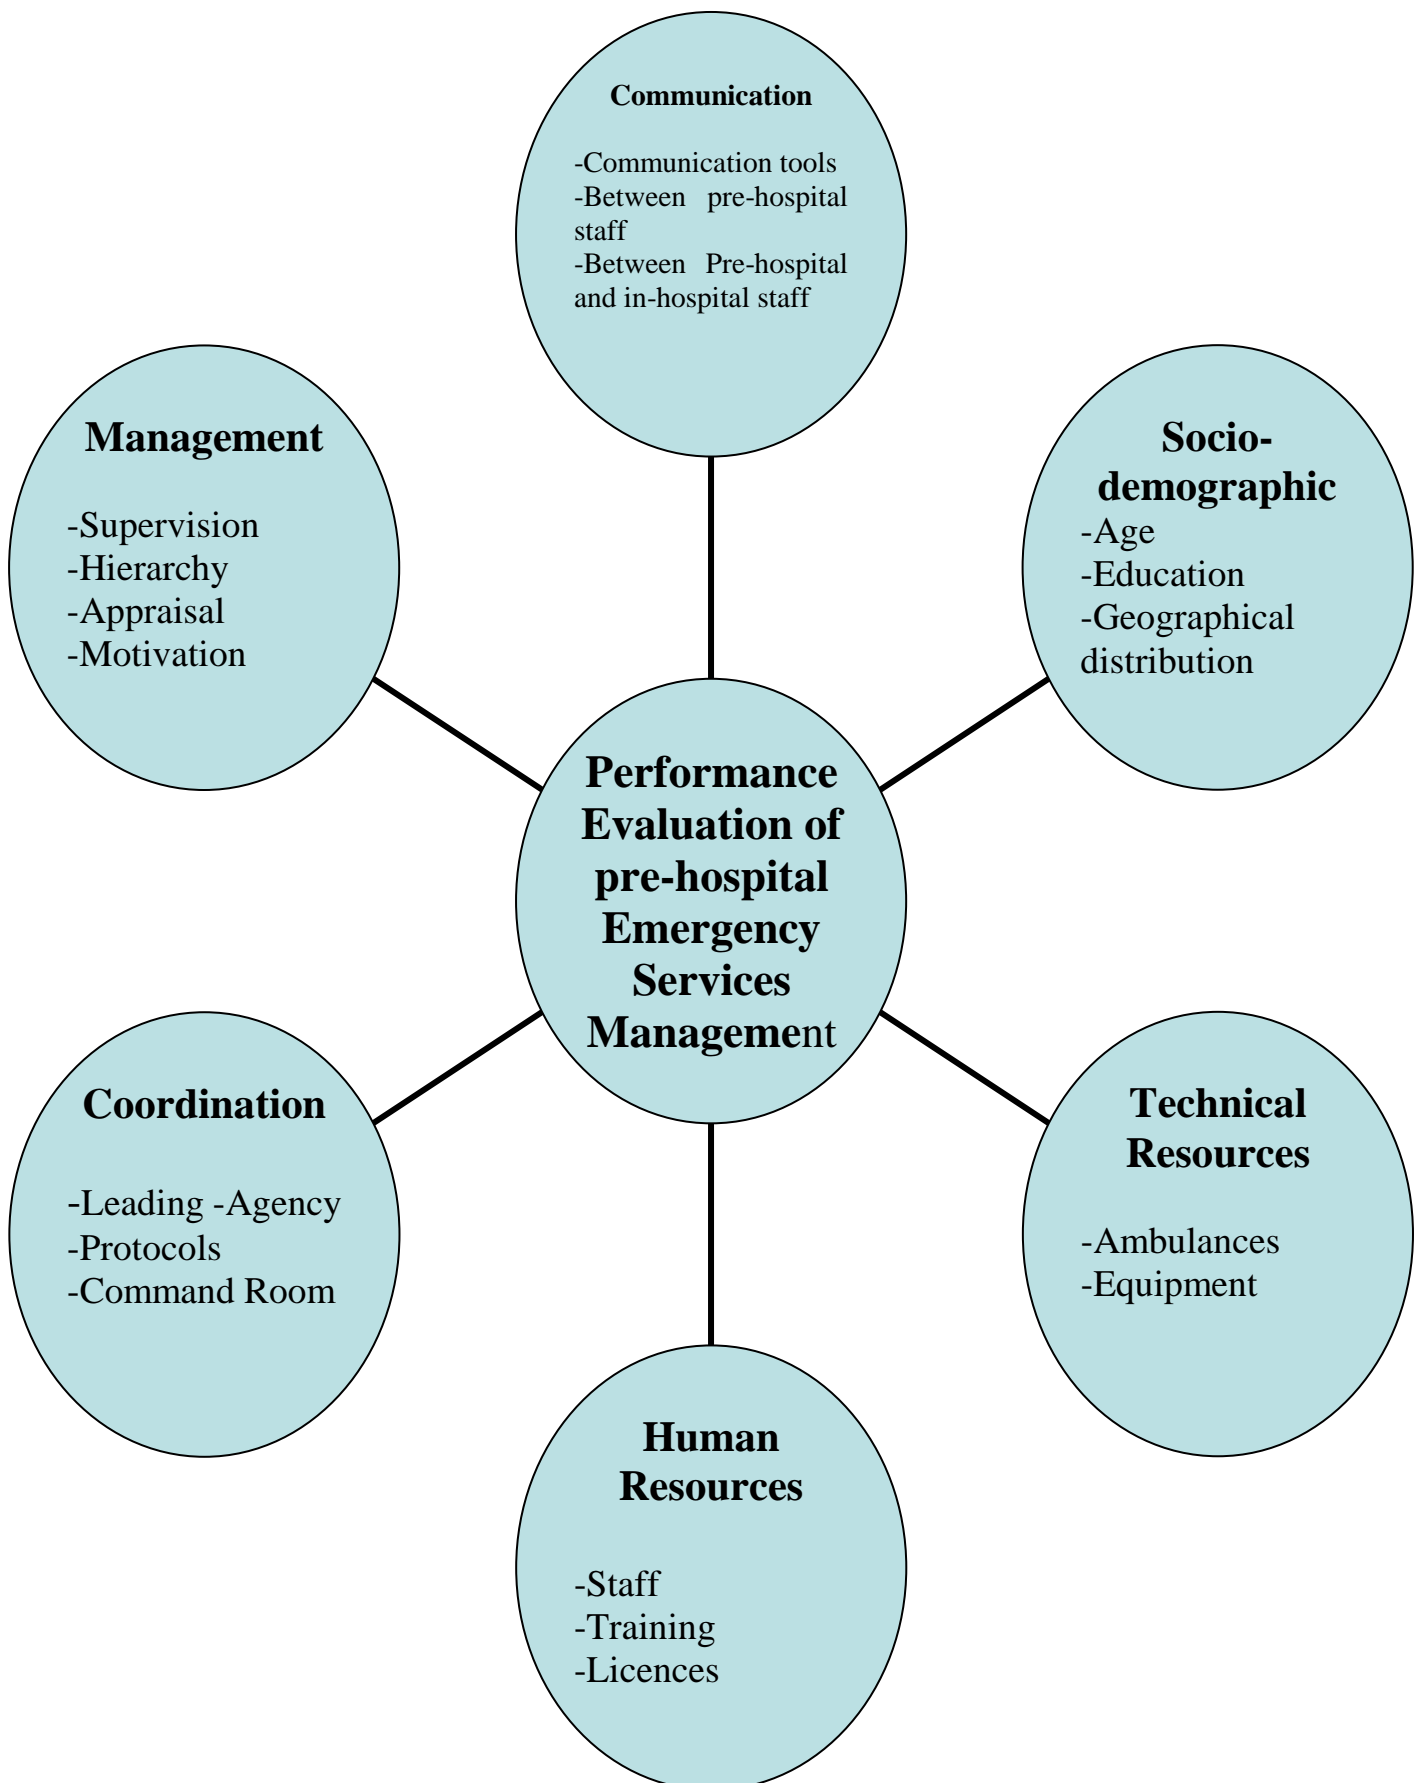 Communication
-Communication tools
-Between pre-hospital
staff
-Between Pre-hospital
and in-hospital staff
Management
-Supervision
-Hierarchy
-Appraisal
-Motivation
Socio-
demographic
-Age
-Education
-Geographical
distribution
Performance
Evaluation of
pre-hospital
Emergency
Services
Management
Coordination
-Leading -Agency
-Protocols
-Command Room
Technical
Resources
-Ambulances
-Equipment
Human
Resources
-Staff
-Training
-Licences